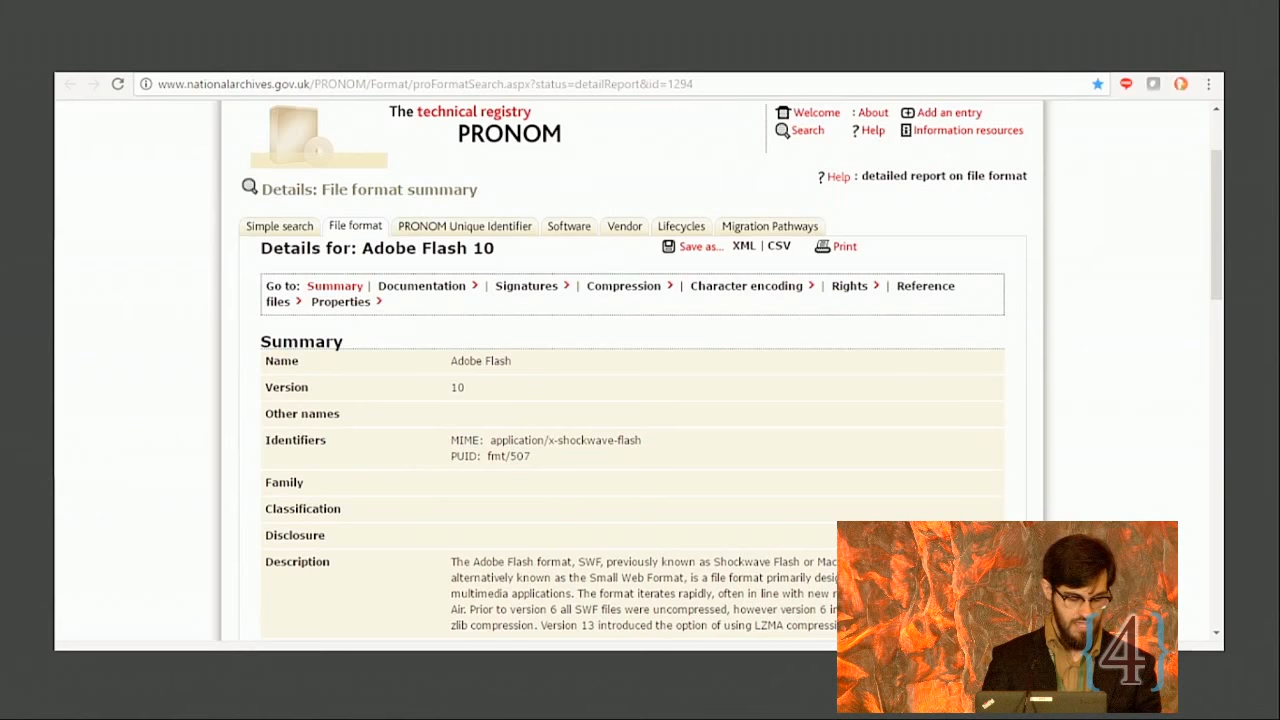 www.nationalarchives.gov.uk/PRONOM/Format/proFormatSearch.aspx?status=detailReport&id=1294
The technical registry
PRONOM
Welcome : About Add an entry
Search ? Help Information resources
Details: File format summary
? Help : detailed report on file format
Simple search File format PRONOM Unique Identifier Software Vendor Lifecycles Migration Pathways
Details for: Adobe Flash 10
Save as... XML | CSV Print
Go to: Summary | Documentation > | Signatures > | Compression > | Character encoding > | Rights > | Reference
files > Properties >
Summary
Name Adobe Flash
Version 10
Other names
Identifiers MIME: application/x-shockwave-flash
PUID: fmt/507
Family
Classification
Disclosure
Description The Adobe Flash format, SWF, previously known as Shockwave Flash or
alternatively known as the Small Web Format, is a file format primarily
multimedia applications. The format iterates rapidly, often in line with new
Air. Prior to version 6 all SWF files were uncompressed, however version 6
zlib compression. Version 13 introduced the option of using LZMA
{4}